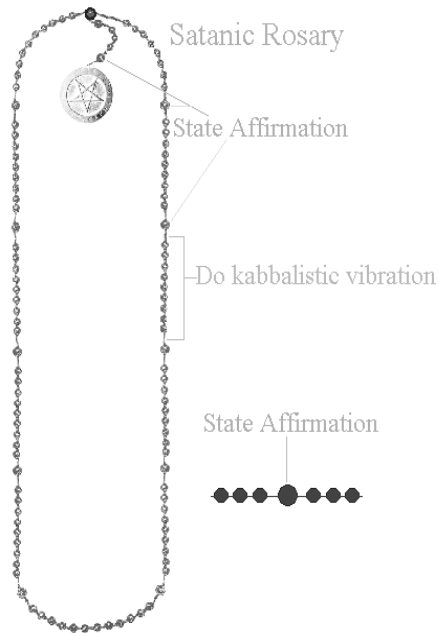 Satanic Rosary
State Affirmation
Do kabbalistic vibration
State Affirmation